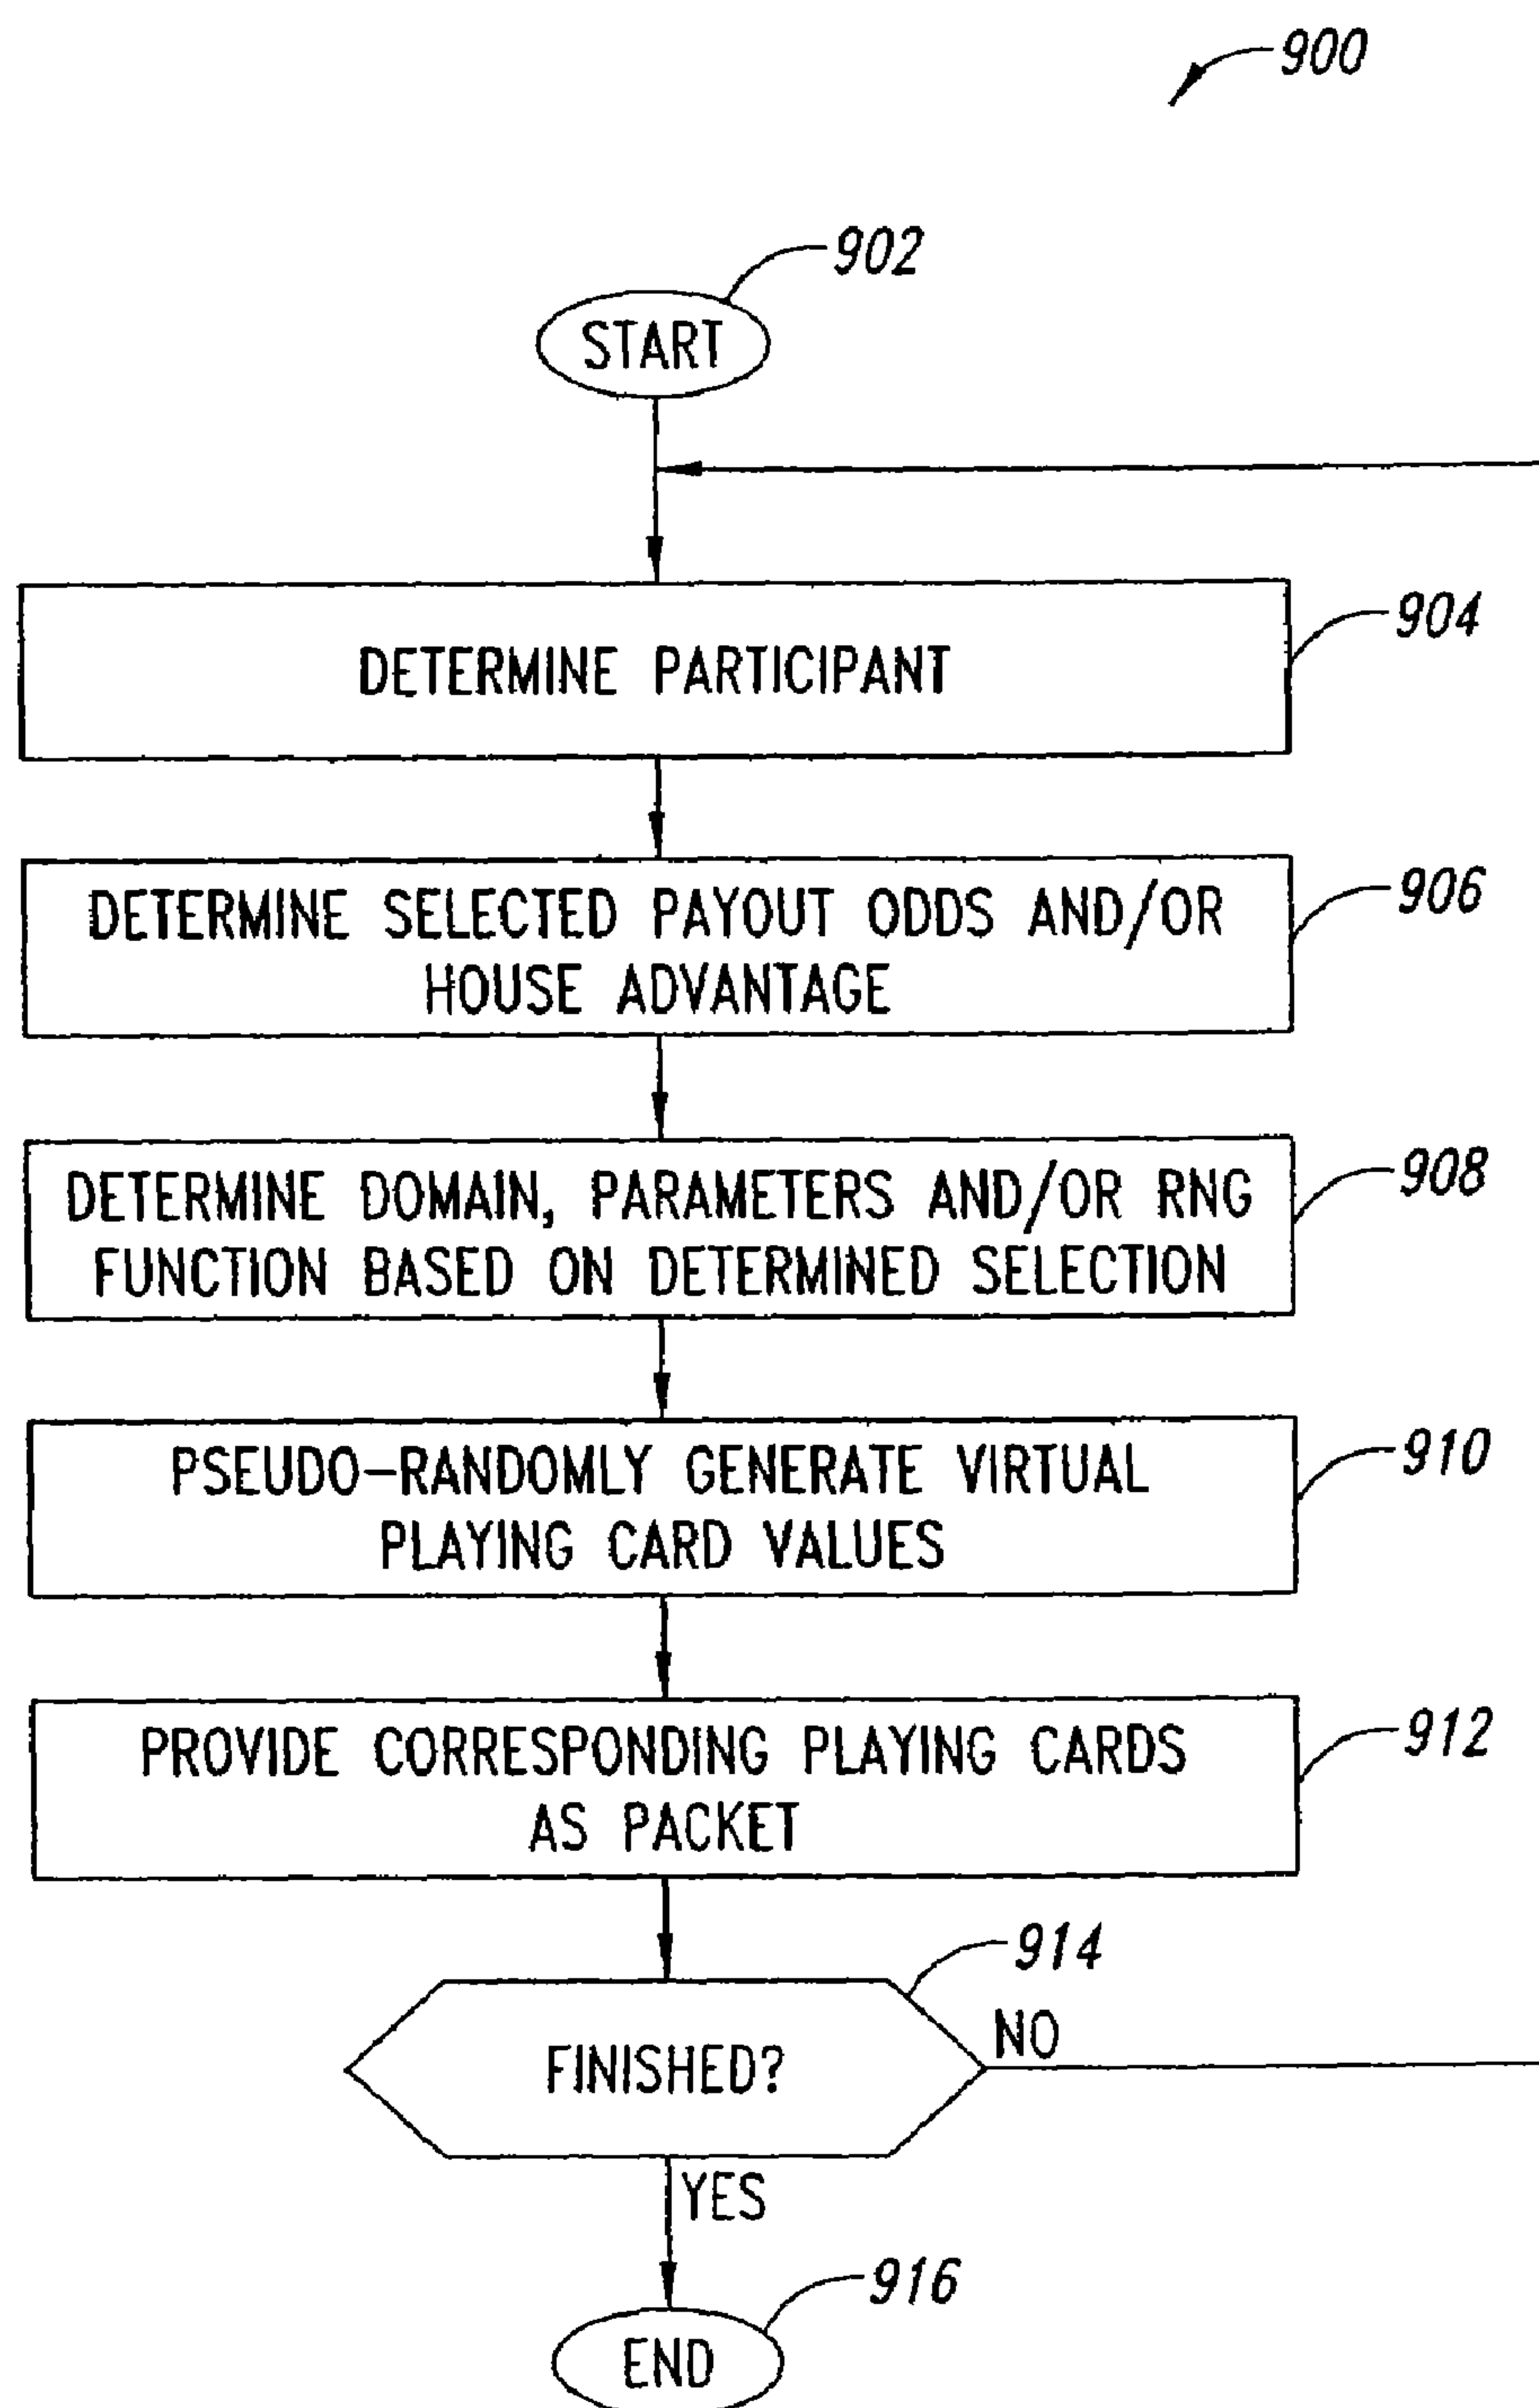 900
902
START
904
DETERMINE PARTICIPANT
906
DETERMINE SELECTED PAYOUT ODDS AND/OR
HOUSE ADVANTAGE
908
DETERMINE DOMAIN, PARAMETERS AND/OR RNG
FUNCTION BASED ON DETERMINED SELECTION
910
PSEUDO-RANDOMLY GENERATE VIRTUAL
PLAYING CARD VALUES
912
PROVIDE CORRESPONDING PLAYING CARDS
AS PACKET
914
NO
FINISHED?
YES
916
END